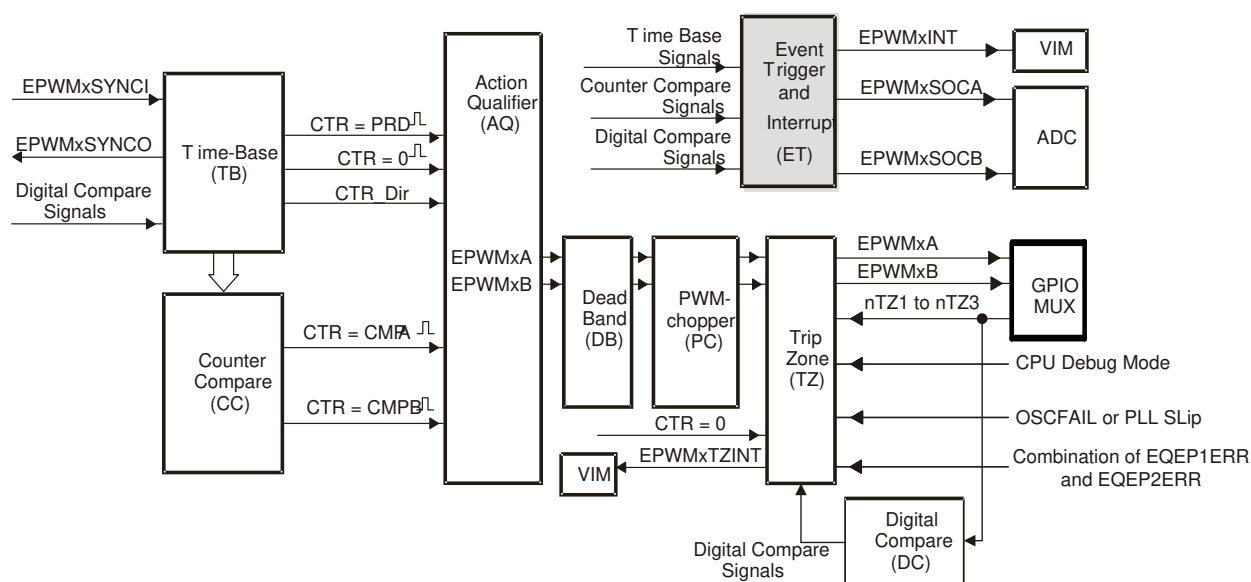 EPWMxSYNCI
EPWMxSYNCO
Digital Compare
Signals
Time-Base
(TB)
CTR = PRD
CTR = 0
CTR_Dir
Counter
Compare
(CC)
CTR = CMPA
CTR = CMPB
Action
Qualifier
(AQ)
EPWMxA
EPWMxB
Time Base
Signals
Counter Compare
Signals
Digital Compare
Signals
Event
Trigger
and
Interrupt
(ET)
EPWMxINT
EPWMxSOCA
EPWMxSOCB
VIM
ADC
Dead
Band
(DB)
PWM-
chopper
(PC)
Trip
Zone
(TZ)
EPWMxA
EPWMxB
nTZ1 to nTZ3
GPIO
MUX
CPU Debug Mode
OSCFAIL or PLL SLip
Combination of EQEP1ERR
and EQEP2ERR
CTR = 0
EPWMxTZINT
VIM
Digital Compare
Signals
Digital
Compare
(DC)